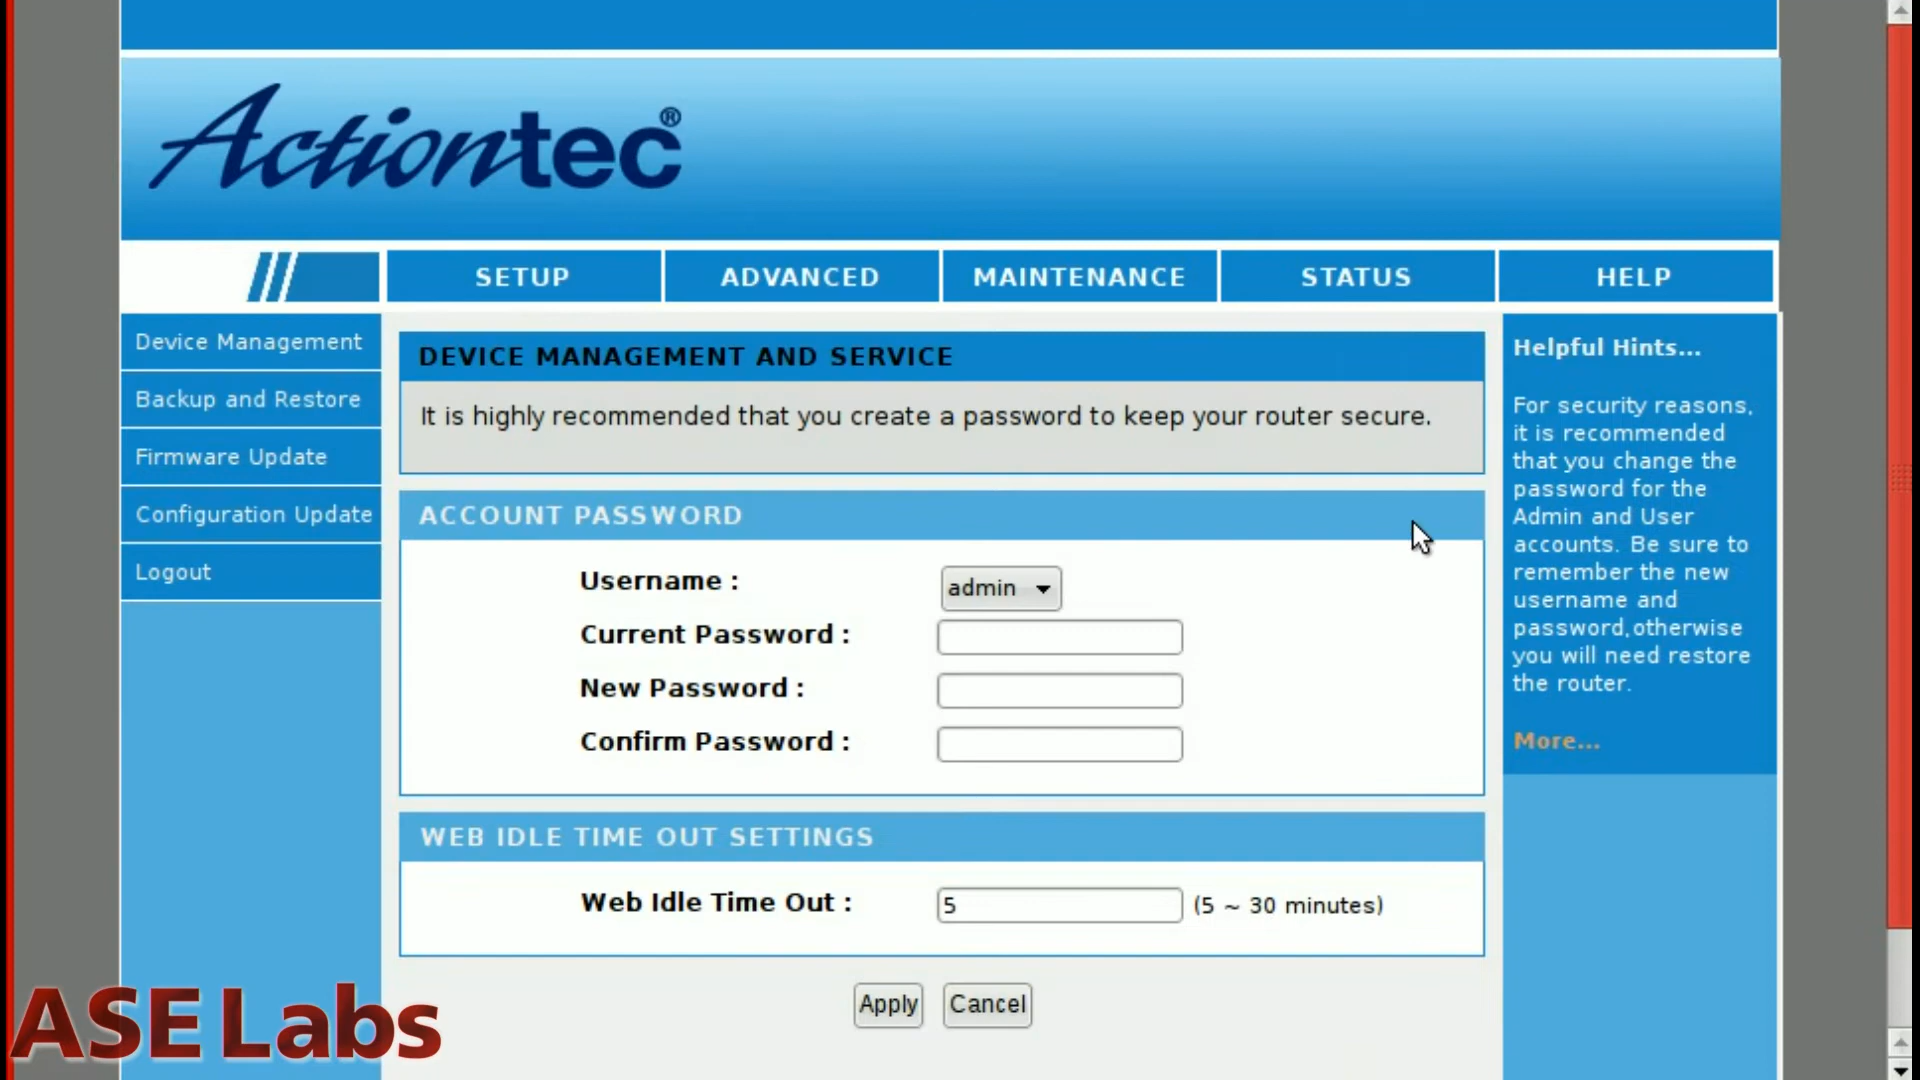 Actiontec®
SETUP
ADVANCED
MAINTENANCE
STATUS
HELP
Device Management
Backup and Restore
Firmware Update
Configuration Update
Logout
DEVICE MANAGEMENT AND SERVICE
It is highly recommended that you create a password to keep your router secure.
ACCOUNT PASSWORD
Username :
admin
Current Password :
New Password :
Confirm Password :
WEB IDLE TIME OUT SETTINGS
Web Idle Time Out :
5
(5 ~ 30 minutes)
Apply
Cancel
Helpful Hints...
For security reasons,
it is recommended
that you change the
password for the
Admin and User
accounts. Be sure to
remember the new
username and
password,otherwise
you will need restore
the router.
More...
ASE Labs